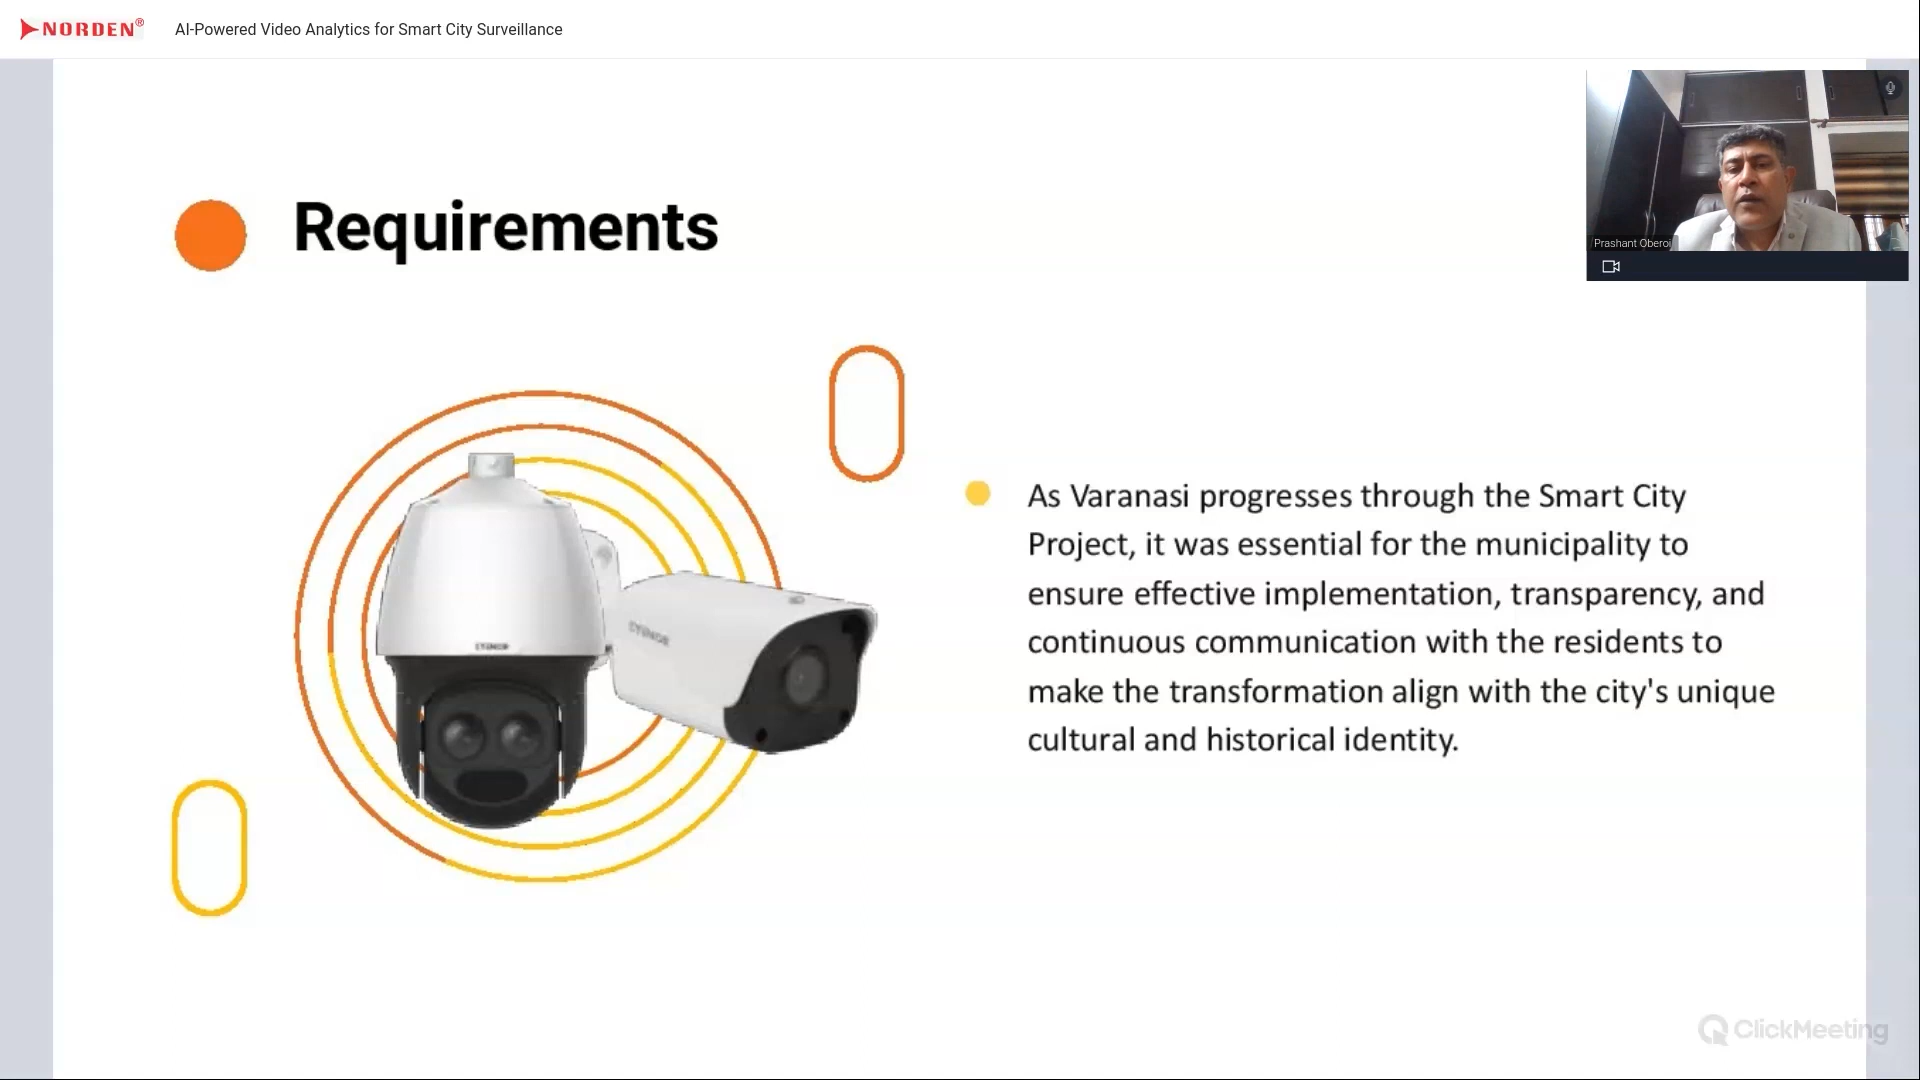 NORDEN®
AI-Powered Video Analytics for Smart City Surveillance
Prashant Oberoi
Requirements
As Varanasi progresses through the Smart City
Project, it was essential for the municipality to
ensure effective implementation, transparency, and
continuous communication with the residents to
make the transformation align with the city's unique
cultural and historical identity.
ClickMeeting